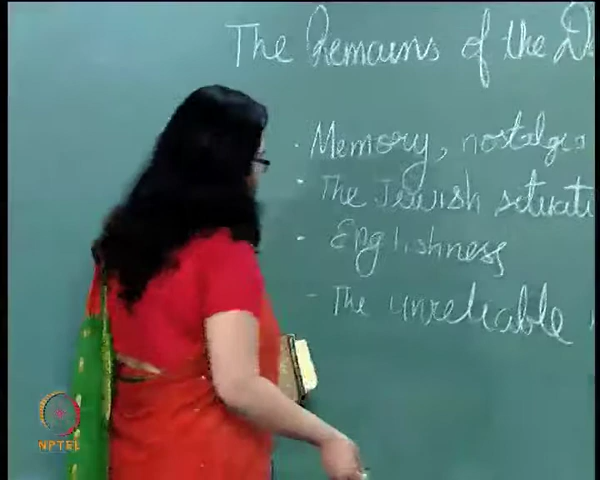 The Remains of the D
• Memory, nostalgia
• The Jewish situati
• Englishness
- The unreliable
NPTEL